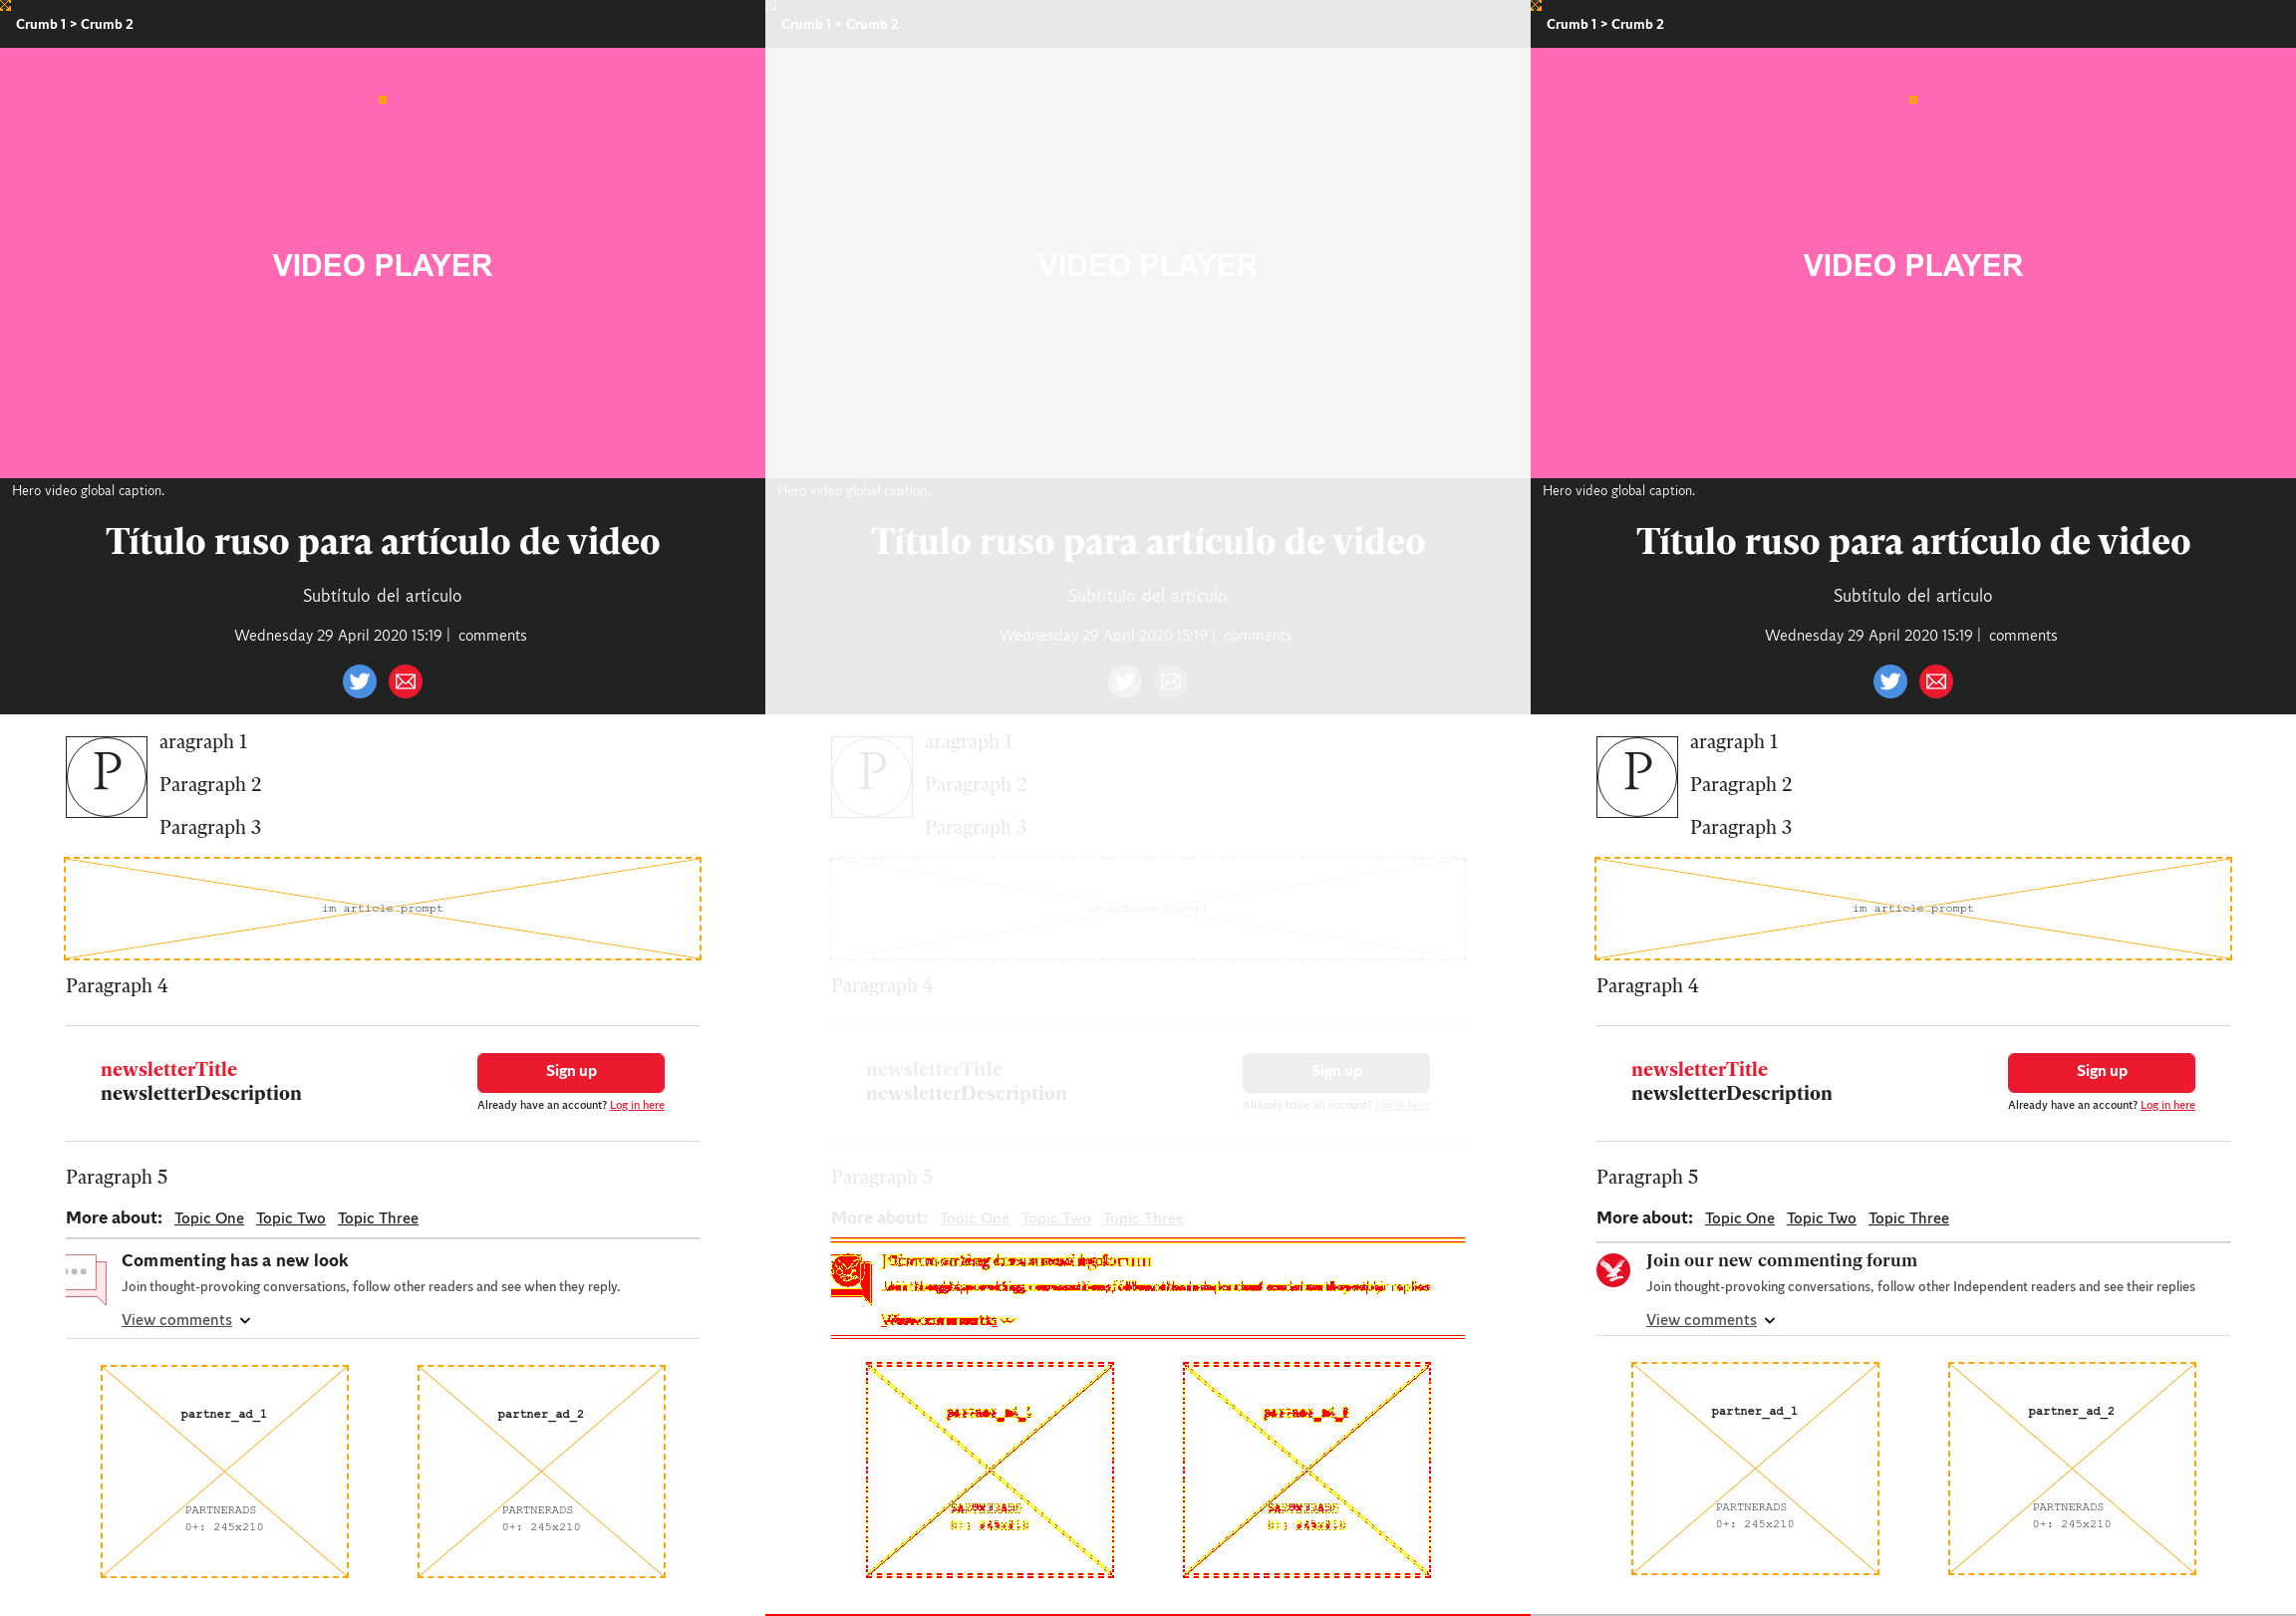 Crumb 1 > Crumb 2
VIDEO PLAYER
Hero video global caption.
Título ruso para artículo de video
Subtítulo del artículo
Wednesday 29 April 2020 15:19 | comments
P
aragraph 1
Paragraph 2
Paragraph 3
im article prompt
Paragraph 4
newsletterTitle
newsletterDescription
Sign up
Already have an account? Log in here
Paragraph 5
More about: Topic One Topic Two Topic Three
Commenting has a new look
Join thought-provoking conversations, follow other readers and see when they reply.
View comments
partner_ad_1
PARTNERADS
0+: 245x210
partner_ad_2
PARTNERADS
0+: 245x210
Crumb 1 > Crumb 2
VIDEO PLAYER
Hero video global caption.
Título ruso para artículo de video
Subtítulo del artículo
Wednesday 29 April 2020 15:19 | comments
P
aragraph 1
Paragraph 2
Paragraph 3
im article prompt
Paragraph 4
newsletterTitle
newsletterDescription
Sign up
Already have an account? Log in here
Paragraph 5
More about: Topic One Topic Two Topic Three
Crumb 1 > Crumb 2
VIDEO PLAYER
Hero video global caption.
Título ruso para artículo de video
Subtítulo del artículo
Wednesday 29 April 2020 15:19 | comments
P
aragraph 1
Paragraph 2
Paragraph 3
im article prompt
Paragraph 4
newsletterTitle
newsletterDescription
Sign up
Already have an account? Log in here
Paragraph 5
More about: Topic One Topic Two Topic Three
Join our new commenting forum
Join thought-provoking conversations, follow other Independent readers and see their replies
View comments
partner_ad_1
PARTNERADS
0+: 245x210
partner_ad_2
PARTNERADS
0+: 245x210